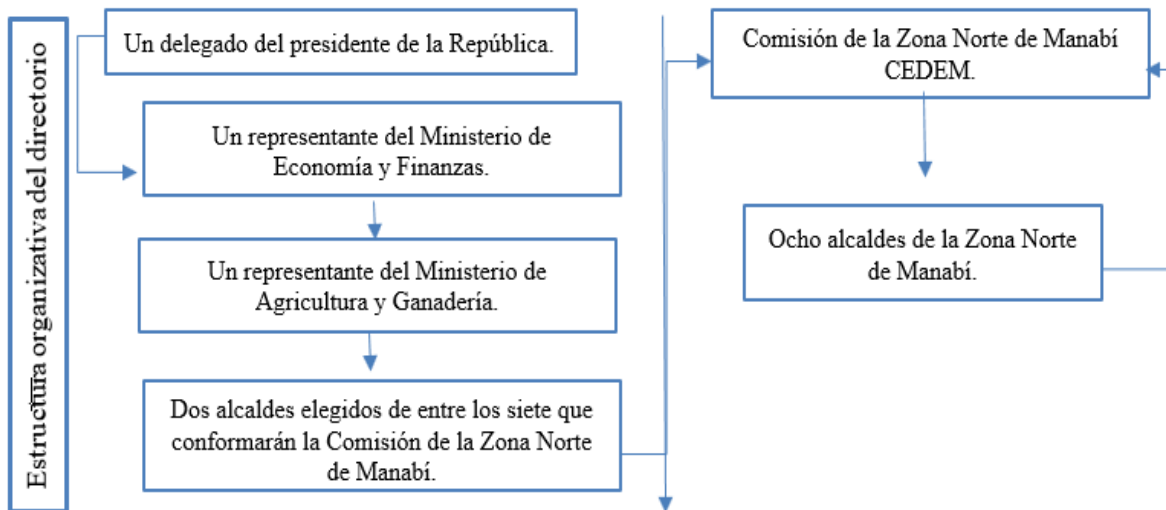 Estructura organizativa del directorio
Un delegado del presidente de la República.
Un representante del Ministerio de
Economía y Finanzas.
Un representante del Ministerio de
Agricultura y Ganadería.
Dos alcaldes elegidos de entre los siete que
conformarán la Comisión de la Zona Norte
de Manabí.
Comisión de la Zona Norte de Manabí
CEDEM.
Ocho alcaldes de la Zona Norte
de Manabí.